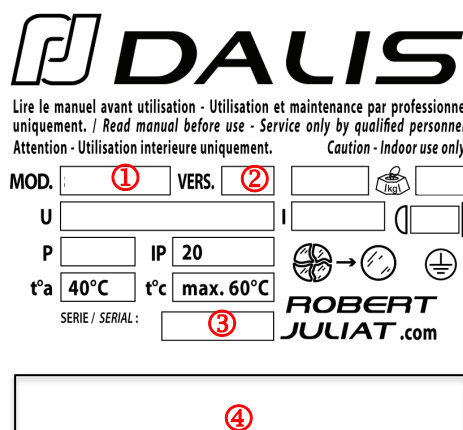 DALIS
Lire le manuel avant utilisation - Utilisation et maintenance par professionne
uniquement. / Read manual before use - Service only by qualified personnel
Attention - Utilisation interieure uniquement. Caution - Indoor use only
MOD. ① VERS. ② [kg]
U I
P IP 20
t°a 40°C t°c max. 60°C
SERIE / SERIAL : ③
ROBERT
JULIAT .com
④